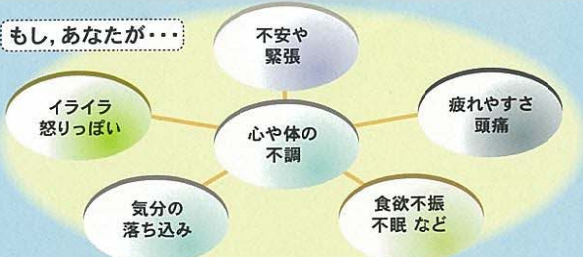 もし,あなたが・・・
不安や
緊張
イライラ
怒りっぽい
疲れやすさ
頭痛
心や体の
不調
気分の
落ち込み
食欲不振
不眠 など